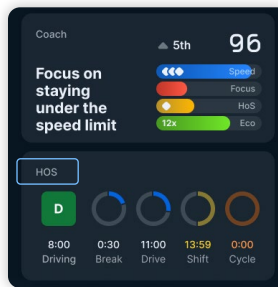 Coach
5th
96
Focus on
staying
under the
speed limit
Speed
Focus
HoS
12x
Eco
HOS
D
8:00
0:30
11:00
13:59
0:00
Driving
Break
Drive
Shift
Cycle